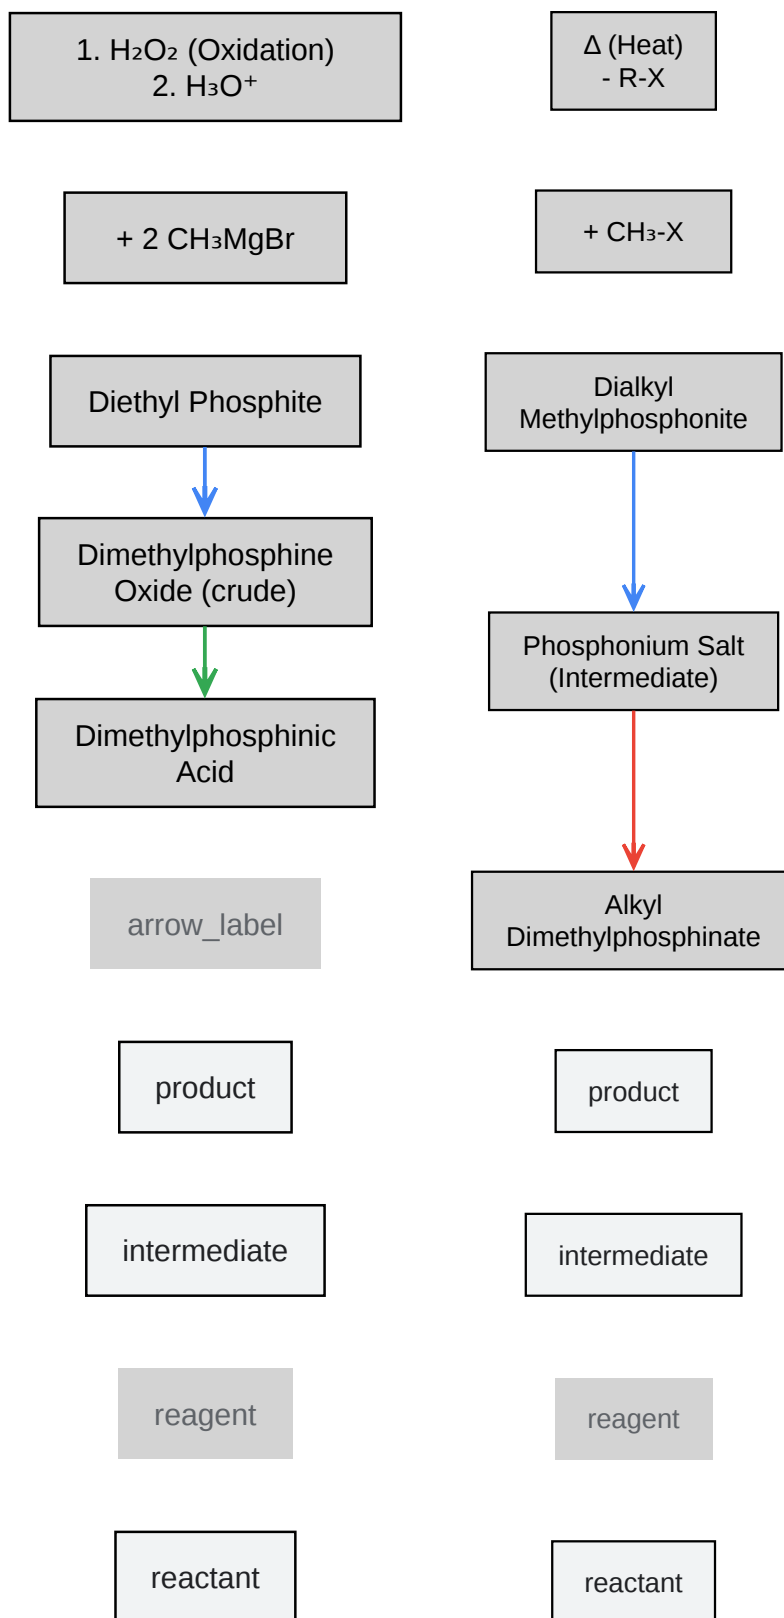 1. H₂O₂ (Oxidation)
2. H₃O⁺
+ 2 CH₃MgBr
Diethyl Phosphite
Dimethylphosphine
Oxide (crude)
Dimethylphosphinic
Acid
arrow_label
product
intermediate
reagent
reactant
Δ (Heat)
- R-X
+ CH₃-X
Dialkyl
Methylphosphonite
Phosphonium Salt
(Intermediate)
Alkyl
Dimethylphosphinate
product
intermediate
reagent
reactant